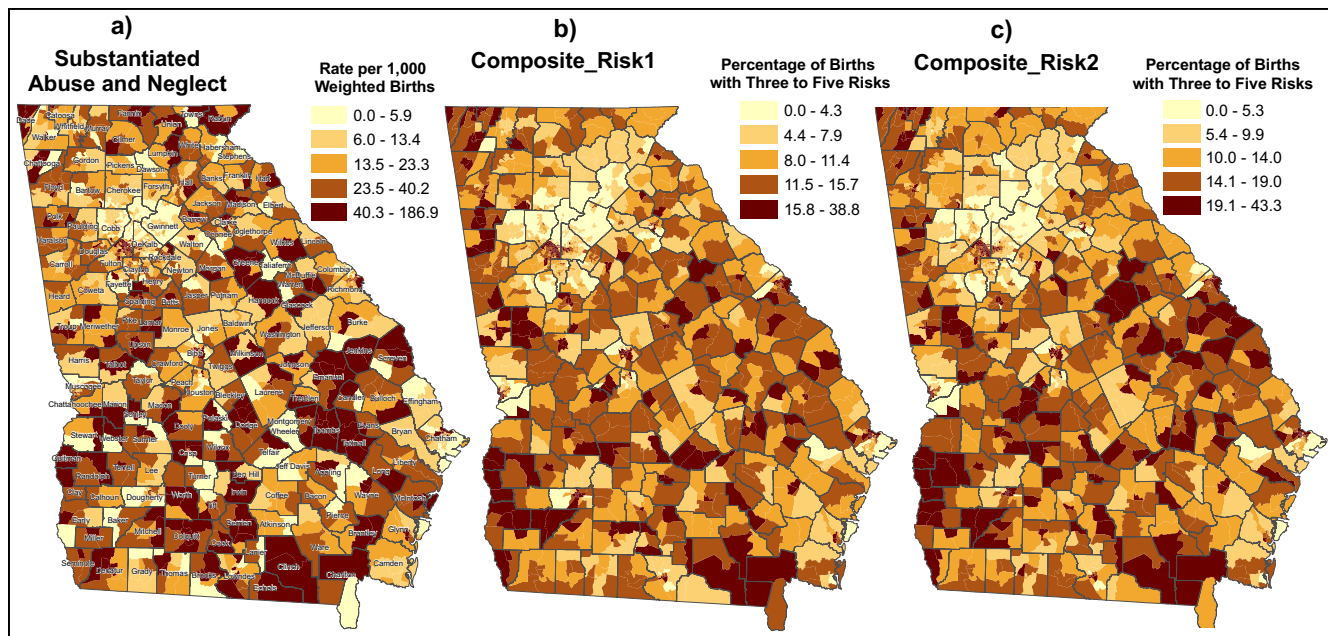 a)
Substantiated
Abuse and Neglect
Rate per 1,000
Weighted Births
0.0 - 5.9
6.0 - 13.4
13.5 - 23.3
23.5 - 40.2
40.3 - 186.9
b)
Composite_Risk1
Percentage of Births
with Three to Five Risks
0.0 - 4.3
4.4 - 7.9
8.0 - 11.4
11.5 - 15.7
15.8 - 38.8
c)
Composite_Risk2
Percentage of Births
with Three to Five Risks
0.0 - 5.3
5.4 - 9.9
10.0 - 14.0
14.1 - 19.0
19.1 - 43.3
Dade
Catoosa
Whitfield
Murray
Fannin
Towns
Rabun
Union
Walker
Gilmer
White
Habersham
Stephens
Chattooga
Gordon
Pickens
Lumpkin
Dawson
Banks
Franklin
Hart
Floyd
Bartow
Cherokee
Forsyth
Hall
Jackson
Madison
Elbert
Polk
Paulding
Cobb
Gwinnett
Barrow
Clarke
Oconee
Oglethorpe
Wilkes
Lincoln
Haralson
Douglas
Fulton
DeKalb
Rockdale
Walton
Carroll
Clayton
Newton
Morgan
Greene
Taliaferro
McDuffie
Columbia
Warren
Richmond
Heard
Coweta
Fayette
Henry
Spalding
Butts
Jasper
Putnam
Hancock
Glascock
Troup
Meriwether
Pike
Lamar
Monroe
Jones
Baldwin
Washington
Jefferson
Burke
Upson
Harris
Talbot
Crawford
Bibb
Twiggs
Wilkinson
Johnson
Jenkins
Screven
Emanuel
Muscogee
Taylor
Peach
Houston
Bleckley
Laurens
Treutlen
Candler
Bulloch
Effingham
Chattahoochee
Marion
Macon
Schley
Dooly
Pulaski
Dodge
Montgomery
Wheeler
Toombs
Evans
Tattnall
Bryan
Chatham
Stewart
Webster
Sumter
Crisp
Wilcox
Telfair
Quitman
Randolph
Terrell
Lee
Turner
Ben Hill
Jeff Davis
Appling
Long
Liberty
Clay
Calhoun
Dougherty
Worth
Irwin
Tift
Coffee
Bacon
Wayne
McIntosh
Early
Baker
Mitchell
Colquitt
Berrien
Cook
Atkinson
Pierce
Brantley
Glynn
Miller
Ware
Lanier
Clinch
Charlton
Camden
Seminole
Decatur
Grady
Thomas
Brooks
Lowndes
Echols